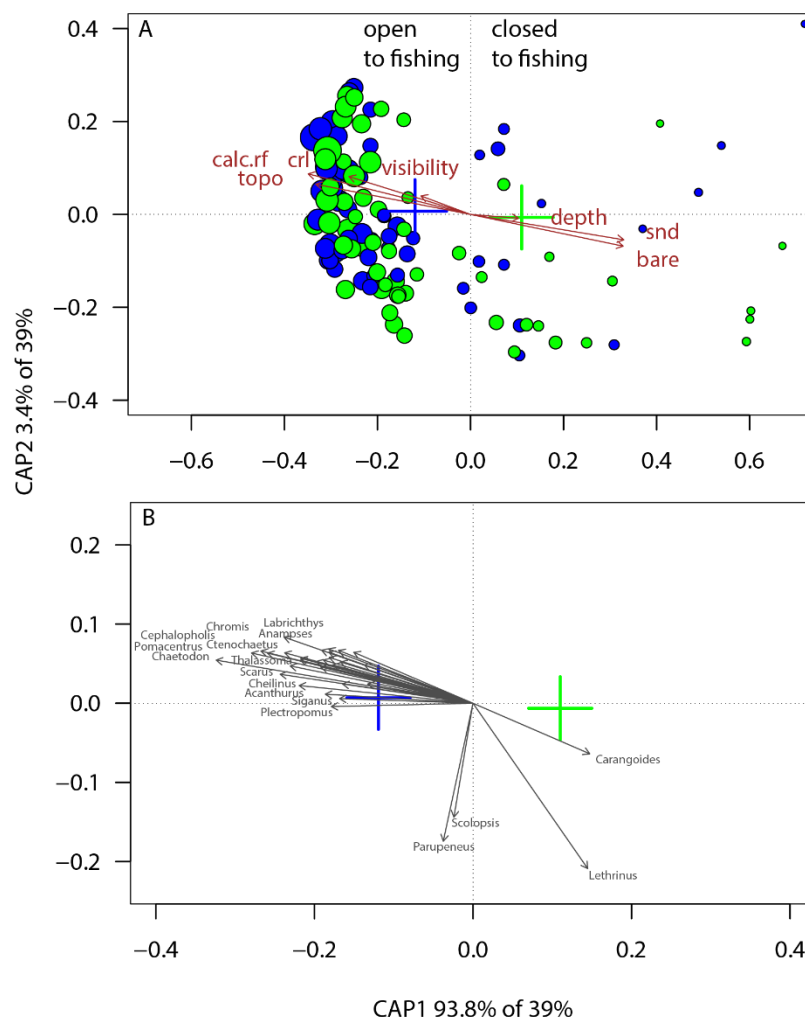 A
open
to fishing
closed
to fishing
0.4
0.2
0.0
−0.2
−0.4
calc.rf crl visibility
topo
depth
snd
bare
−0.6 −0.4 −0.2 0.0 0.2 0.4 0.6
CAP2 3.4% of 39%
B
0.2
0.1
0.0
−0.1
−0.2
Chromis
Labrichthys
Cephalopholis
Anampses
Pomacentrus
Ctenochaetus
Chaetodon
Thalassoma
Scarus
Cheilinus
Acanthurus
Siganus
Plectropomus
Carangoides
Scolopsis
Parupeneus
Lethrinus
−0.4 −0.2 0.0 0.2 0.4
CAP1 93.8% of 39%